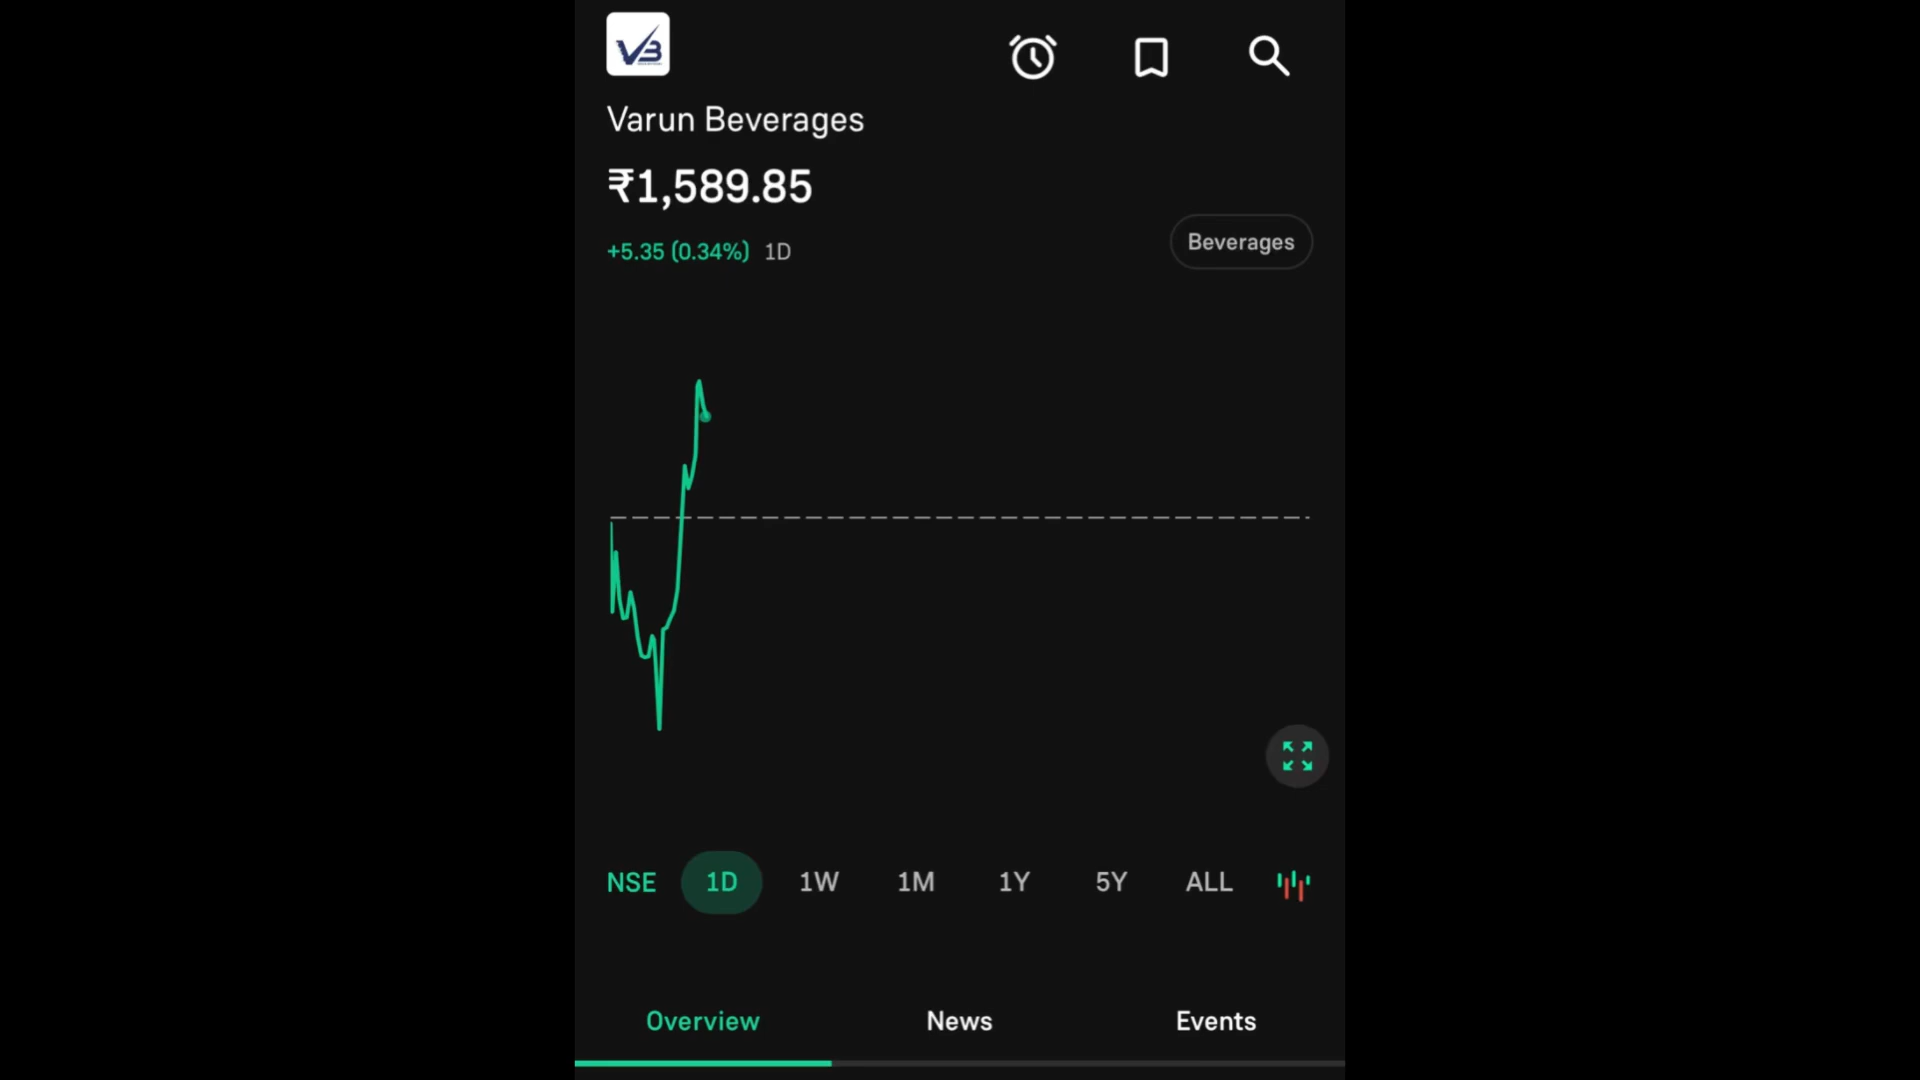 VB
Varun Beverages
₹1,589.85
+5.35 (0.34%) 1D
Beverages
NSE 1D 1W 1M 1Y 5Y ALL
Overview News Events